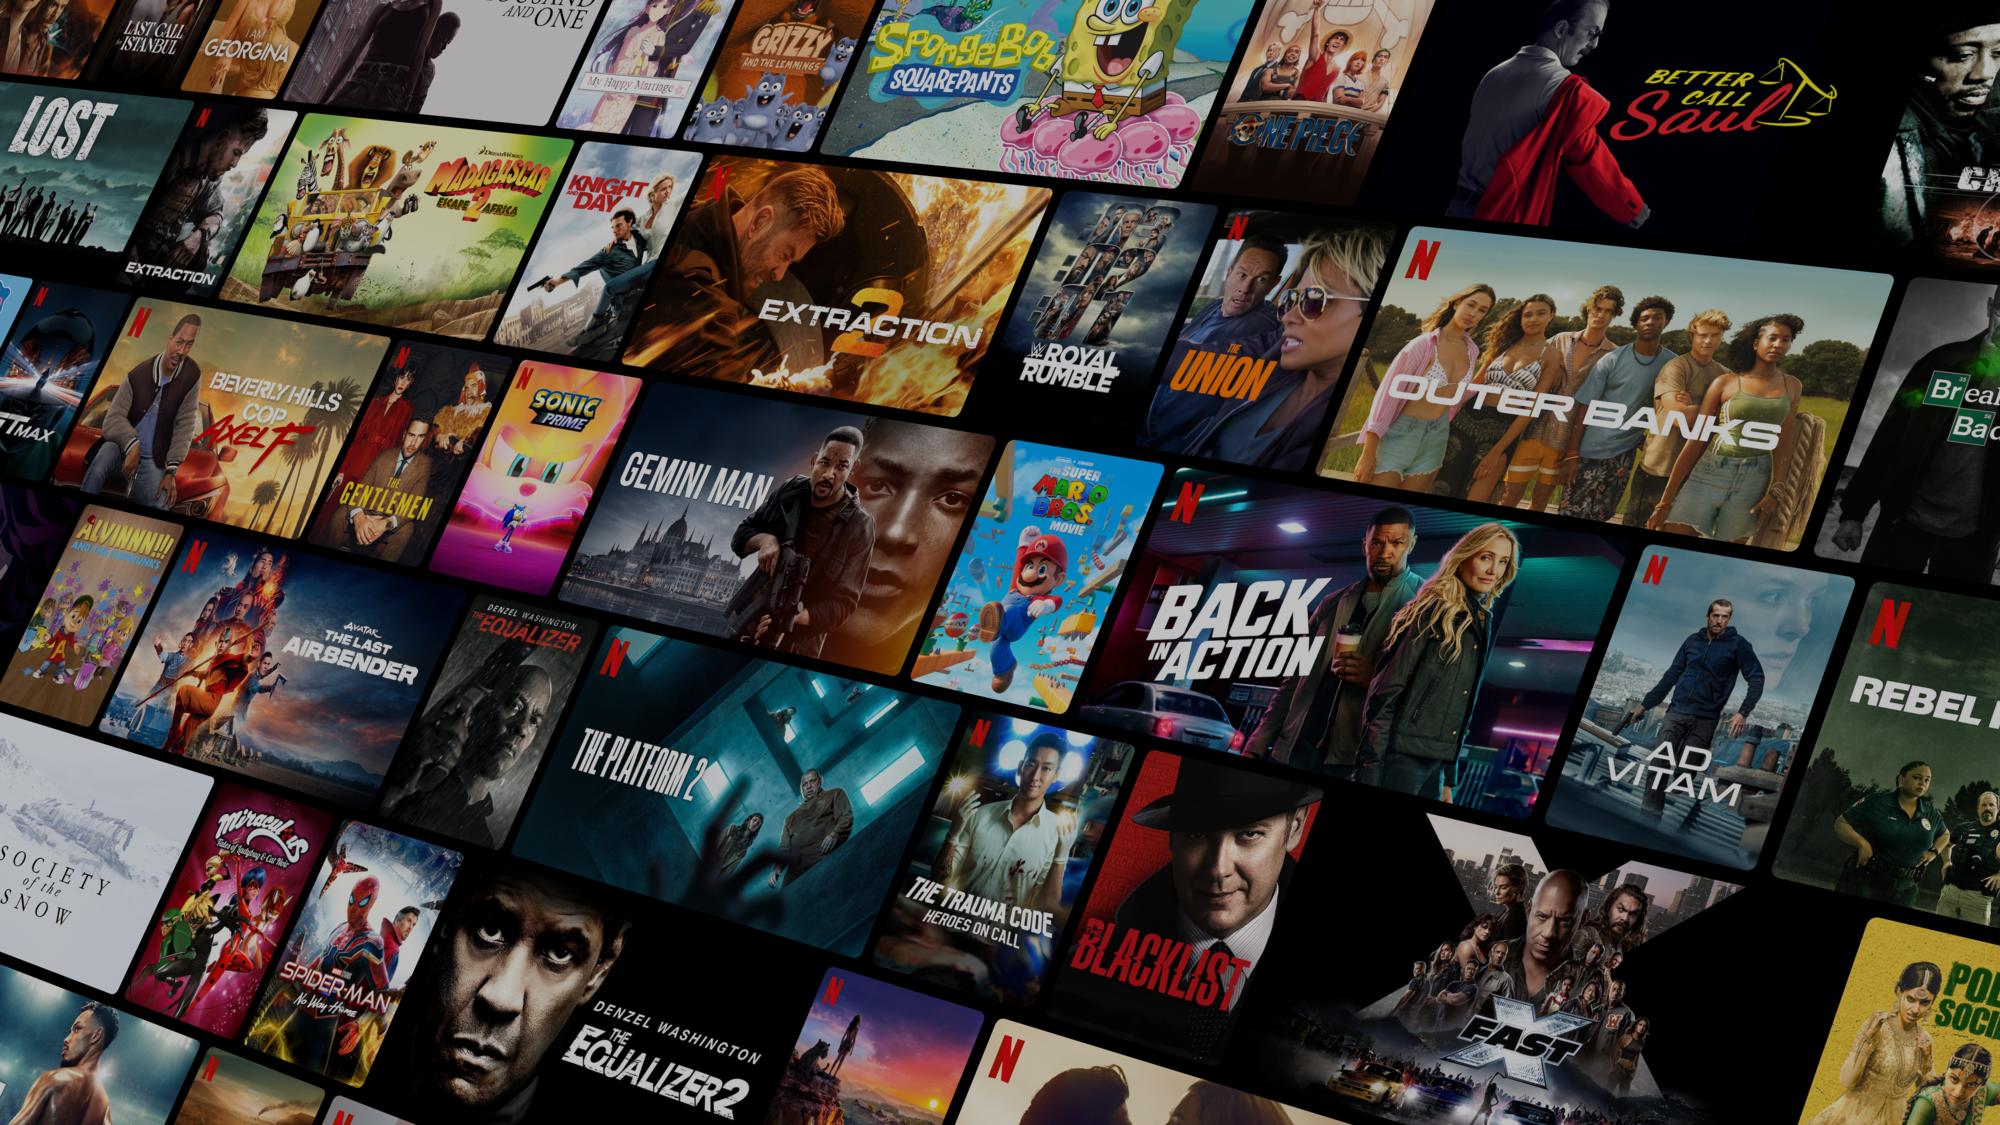 LAST CALL
for ISTANBUL
I AM
GEORGINA
AND ONE
My Happy Marriage
GRIZZY
AND THE LEMMINGS
SpongeBob
SQUAREPANTS
ONE PIECE
BETTER
CALL
Saul
LOST
N
EXTRACTION
DREAMWORKS
MADAGASCAR
ESCAPE 2 AFRICA
KNIGHT
AND DAY
N
EXTRACTION
2
W
ROYAL
RUMBLE
N
THE
UNION
N
OUTER BANKS
35
Breaking
56
Bad
N
MAX
N
BEVERLY HILLS
COP
AXEL F
N
THE
GENTLEMEN
N
SONIC
PRIME
GEMINI MAN
THE SUPER
MARIO
BROS.
MOVIE
N
BACK
IN ACTION
N
AD
VITAM
N
REBEL
ALVINNN!!!
AND THE CHIPMUNKS
N
AVATAR
THE LAST
AIRBENDER
DENZEL WASHINGTON
THE EQUALIZER
N
THE PLATFORM 2
N
THE TRAUMA CODE
HEROES ON CALL
THE
BLACKLIST
X
FAST
SOCIETY
of the
SNOW
Miraculous
Tales of Ladybug & Cat Noir
SPIDER-MAN
No Way Home
DENZEL WASHINGTON
THE
EQUALIZER 2
N
N
N
POL
SOCI